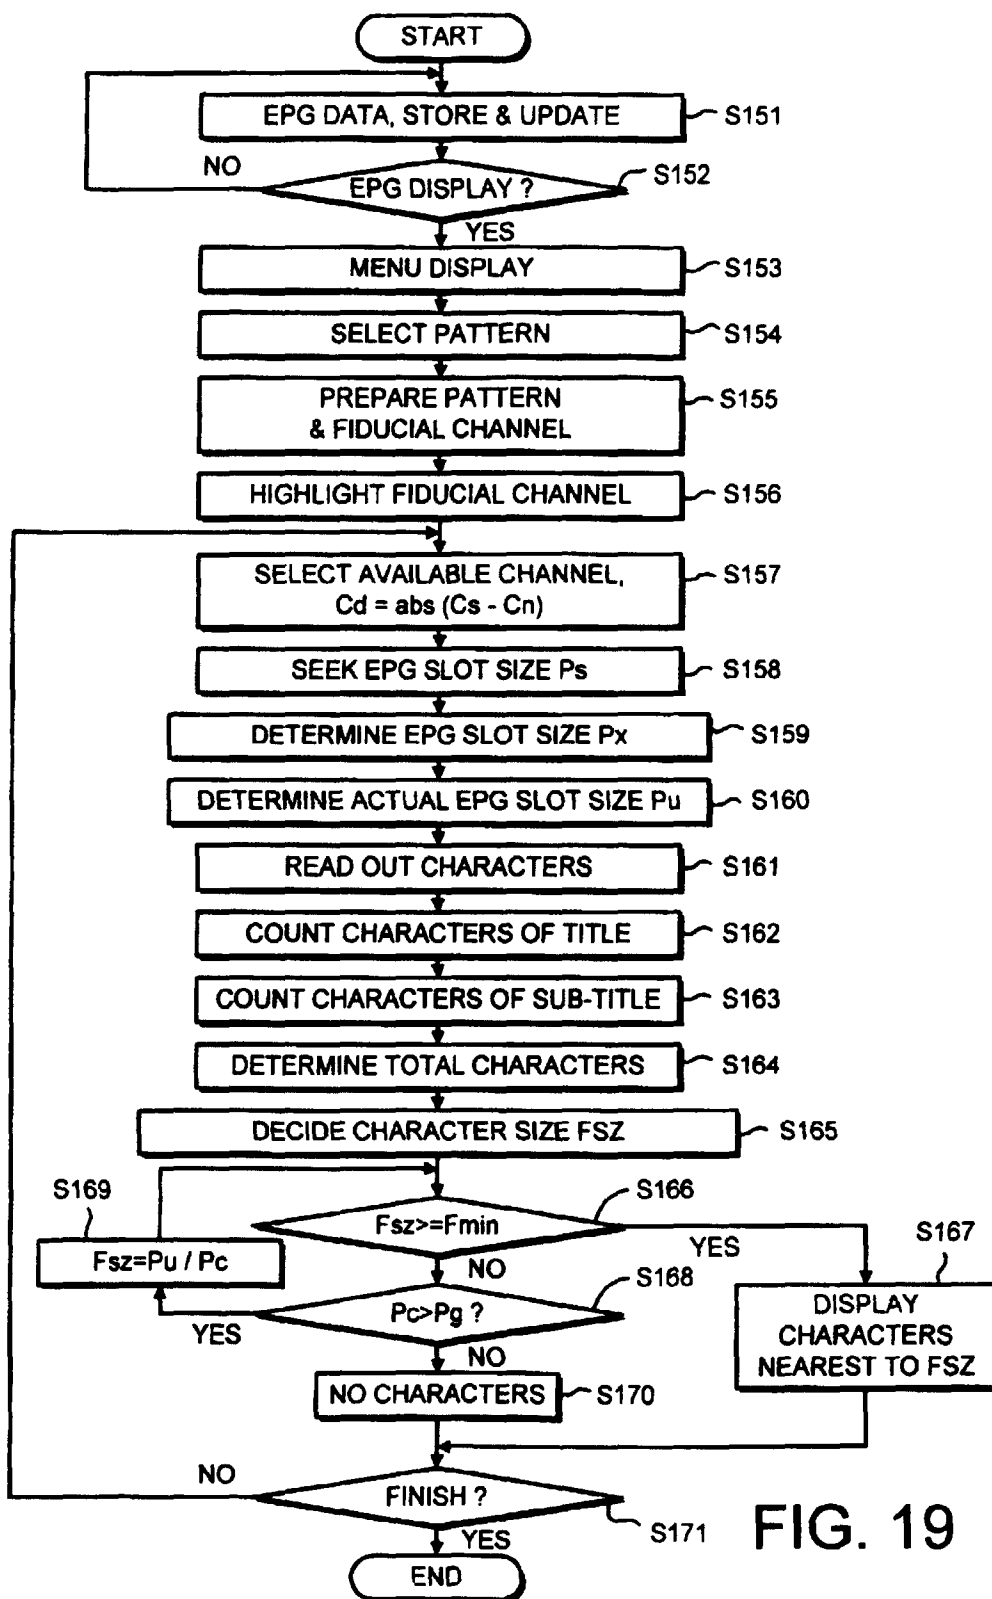 START
EPG DATA, STORE & UPDATE
S151
NO
EPG DISPLAY ?
S152
YES
MENU DISPLAY
S153
SELECT PATTERN
S154
PREPARE PATTERN
& FIDUCIAL CHANNEL
S155
HIGHLIGHT FIDUCIAL CHANNEL
S156
SELECT AVAILABLE CHANNEL,
Cd = abs (Cs - Cn)
S157
SEEK EPG SLOT SIZE Ps
S158
DETERMINE EPG SLOT SIZE Px
S159
DETERMINE ACTUAL EPG SLOT SIZE Pu
S160
READ OUT CHARACTERS
S161
COUNT CHARACTERS OF TITLE
S162
COUNT CHARACTERS OF SUB-TITLE
S163
DETERMINE TOTAL CHARACTERS
S164
DECIDE CHARACTER SIZE FSZ
S165
S169
Fsz=Pu / Pc
Fsz>=Fmin
S166
YES
NO
S167
DISPLAY
CHARACTERS
NEAREST TO FSZ
Pc>Pg ?
S168
YES
NO
NO CHARACTERS
S170
NO
FINISH ?
S171
YES
END
FIG. 19